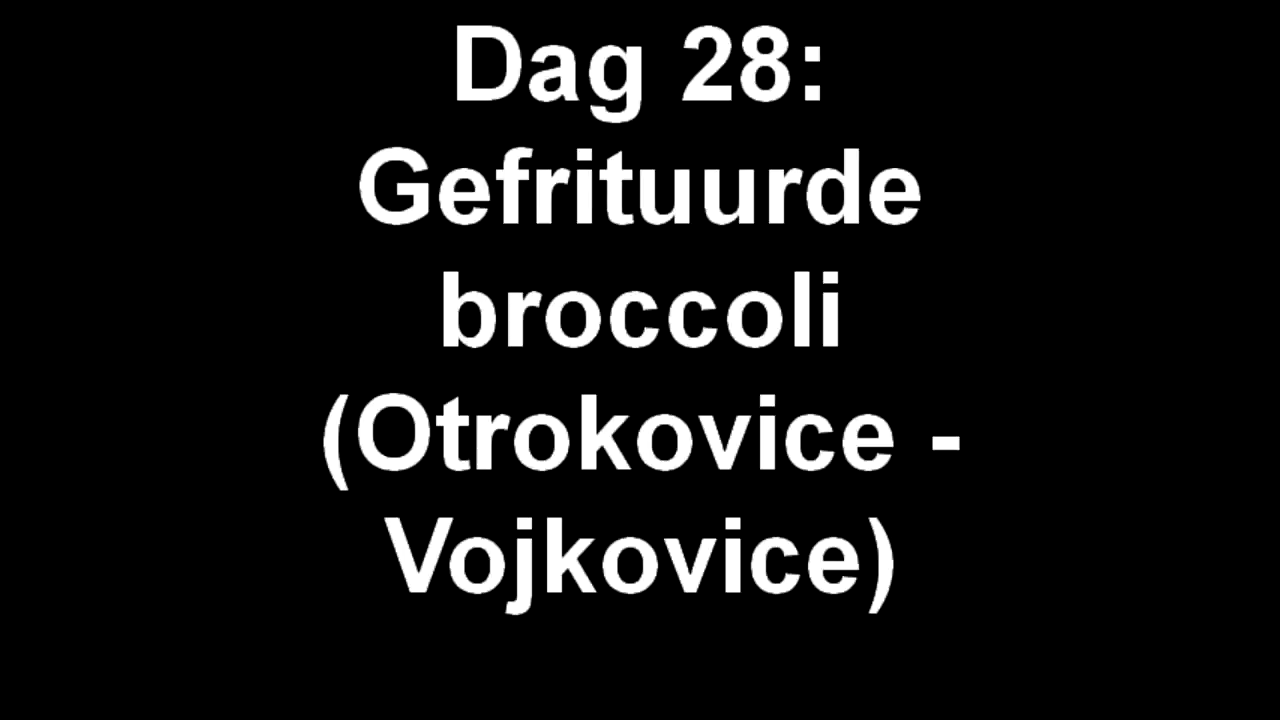 Dag 28:
Gefrituurde
broccoli
(Otrokovice -
Vojkovice)